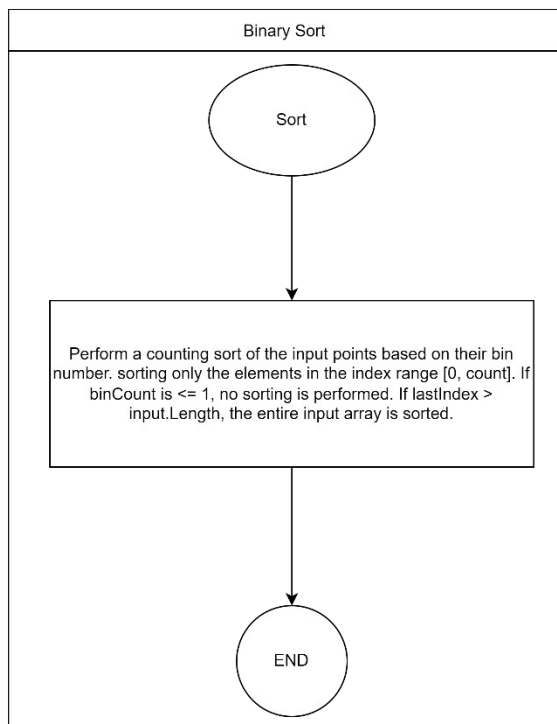 Binary Sort
Sort
Perform a counting sort of the input points based on their bin
number. sorting only the elements in the index range [0, count]. If
binCount is <= 1, no sorting is performed. If lastIndex >
input.Length, the entire input array is sorted.
END